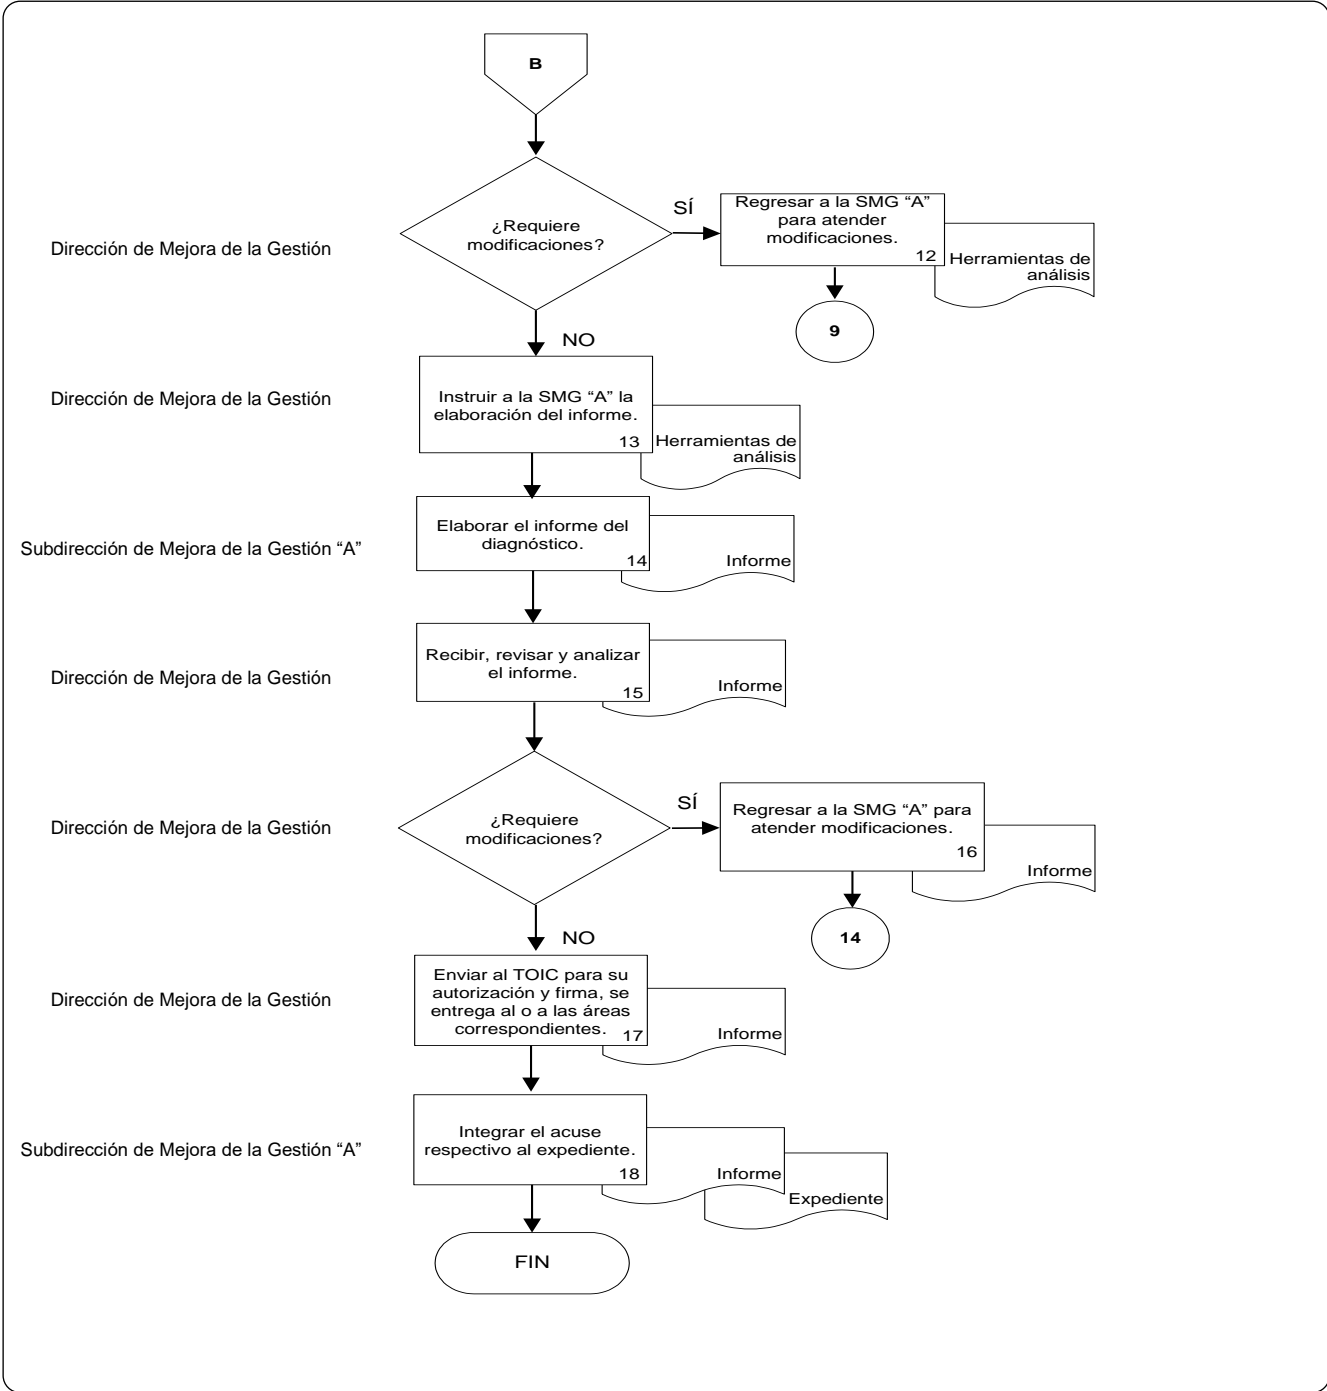 B
¿Requiere
modificaciones?
SÍ
Regresar a la SMG “A”
para atender
modificaciones.
12
Herramientas de
análisis
Dirección de Mejora de la Gestión
9
NO
Dirección de Mejora de la Gestión
Instruir a la SMG “A” la
elaboración del informe.
13
Herramientas de
análisis
Subdirección de Mejora de la Gestión “A”
Elaborar el informe del
diagnóstico.
14
Informe
Dirección de Mejora de la Gestión
Recibir, revisar y analizar
el informe.
15
Informe
Dirección de Mejora de la Gestión
¿Requiere
modificaciones?
SÍ
Regresar a la SMG “A” para
atender modificaciones.
16
Informe
14
NO
Dirección de Mejora de la Gestión
Enviar al TOIC para su
autorización y firma, se
entrega al o a las áreas
correspondientes.
17
Informe
Subdirección de Mejora de la Gestión “A”
Integrar el acuse
respectivo al expediente.
18
Informe
Expediente
FIN